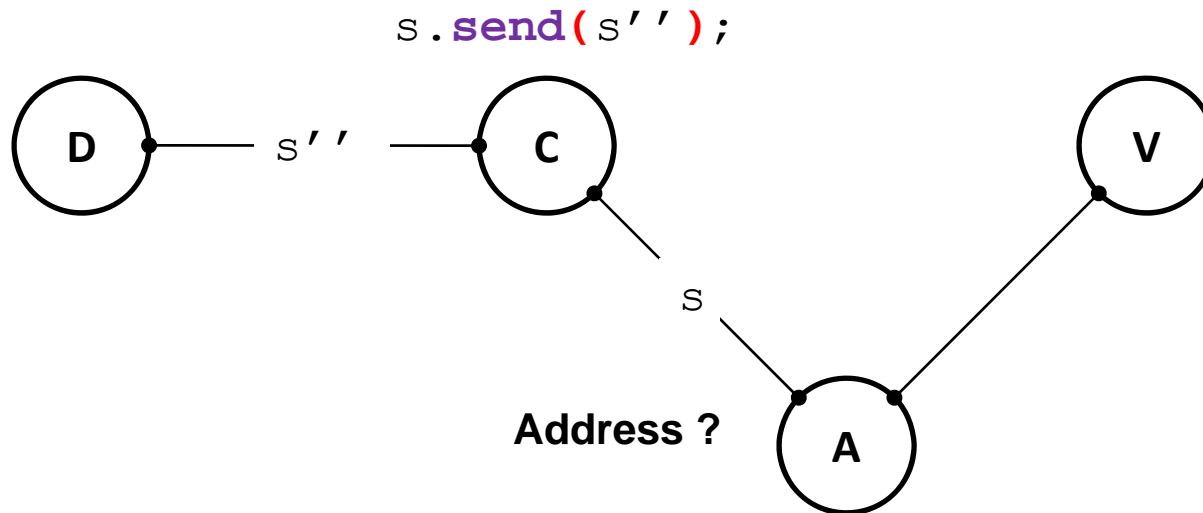 s.send(s′′);
D s′′ C V
s
Address ?
A